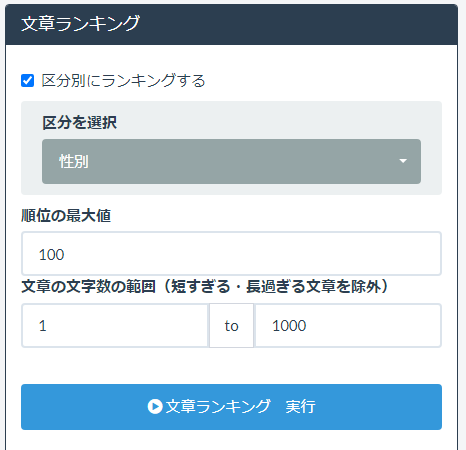 文章ランキング
区分別にランキングする
区分を選択
性別
順位の最大値
100
文章の文字数の範囲（短すぎる・長過ぎる文章を除外）
1 to 1000
文章ランキング　実行